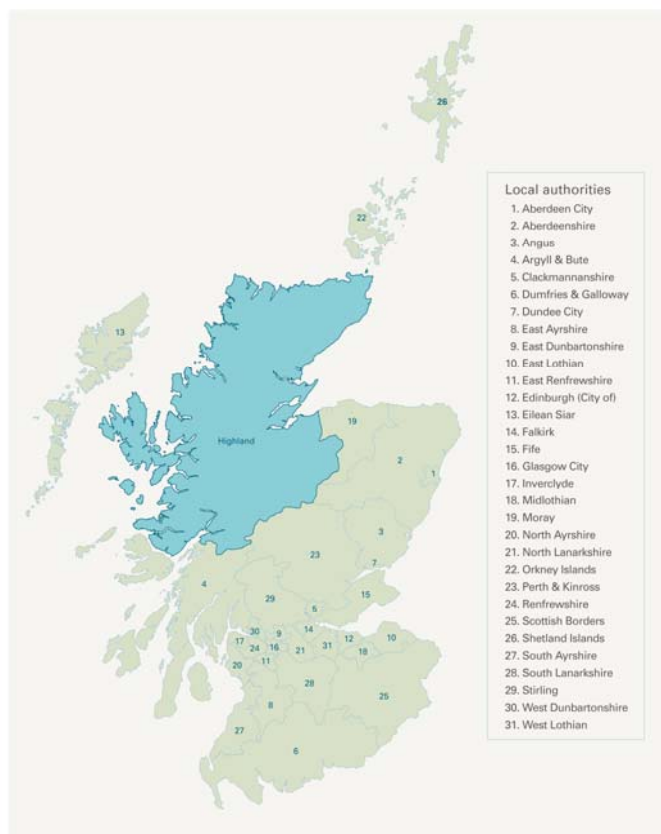 26
Local authorities
1. Aberdeen City
2. Aberdeenshire
3. Angus
4. Argyll & Bute
5. Clackmannanshire
6. Dumfries & Galloway
7. Dundee City
8. East Ayrshire
9. East Dunbartonshire
10. East Lothian
11. East Renfrewshire
12. Edinburgh (City of)
13. Eilean Siar
14. Falkirk
15. Fife
16. Glasgow City
17. Inverclyde
18. Midlothian
19. Moray
20. North Ayrshire
21. North Lanarkshire
22. Orkney Islands
23. Perth & Kinross
24. Renfrewshire
25. Scottish Borders
26. Shetland Islands
27. South Ayrshire
28. South Lanarkshire
29. Stirling
30. West Dunbartonshire
31. West Lothian
22
13
19
Highland
2
1
3
23
7
4
29
15
5
14
30
9
12
10
17
24
16
21
31
18
11
20
28
25
8
27
6